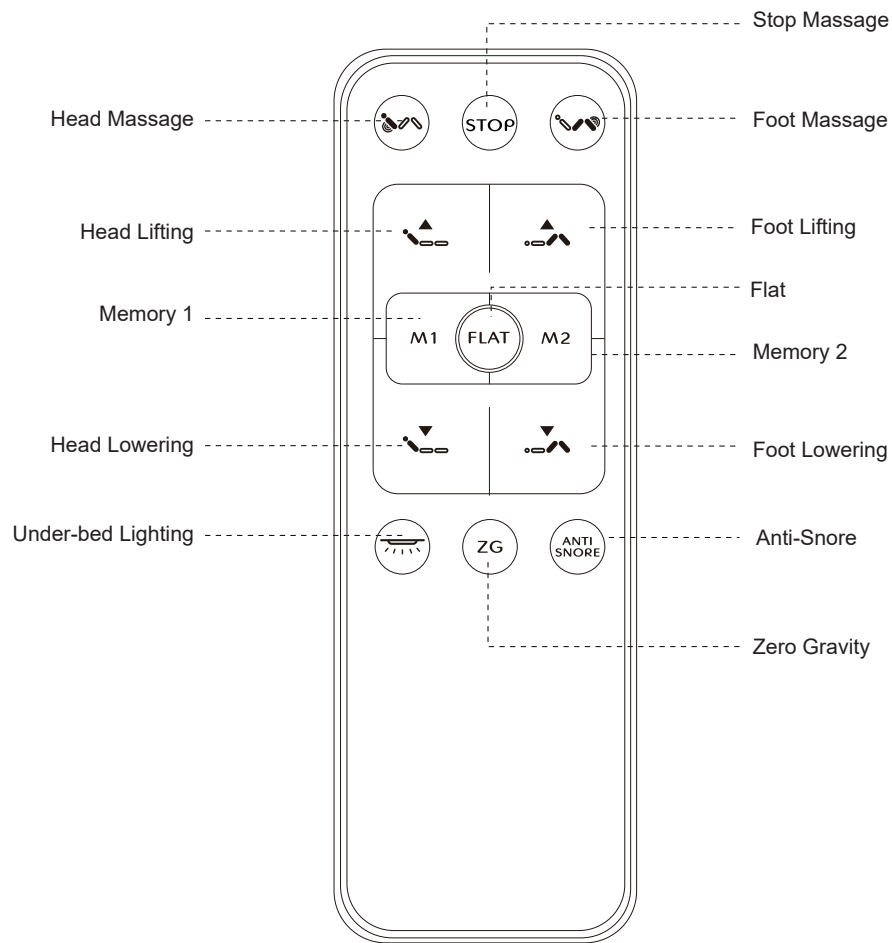 Stop Massage
Head Massage
STOP
Foot Massage
Head Lifting
Foot Lifting
Flat
Memory 1
M1
FLAT
M2
Memory 2
Head Lowering
Foot Lowering
Under-bed Lighting
ZG
ANTI
SNORE
Anti-Snore
Zero Gravity